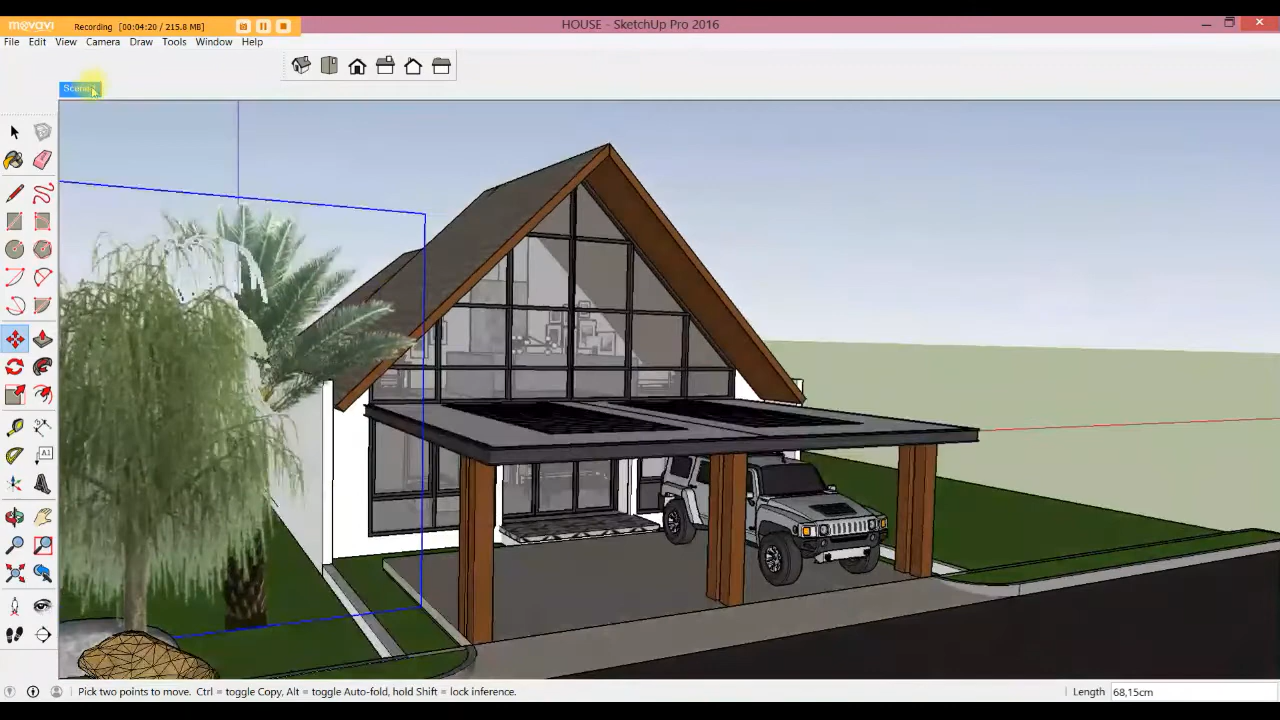 movavi
Recording [00:04:20 / 215.8 MB]
HOUSE - SketchUp Pro 2016
File Edit View Camera Draw Tools Window Help
A1
Pick two points to move. Ctrl = toggle Copy, Alt = toggle Auto-fold, hold Shift = lock inference.
Length 68,15cm